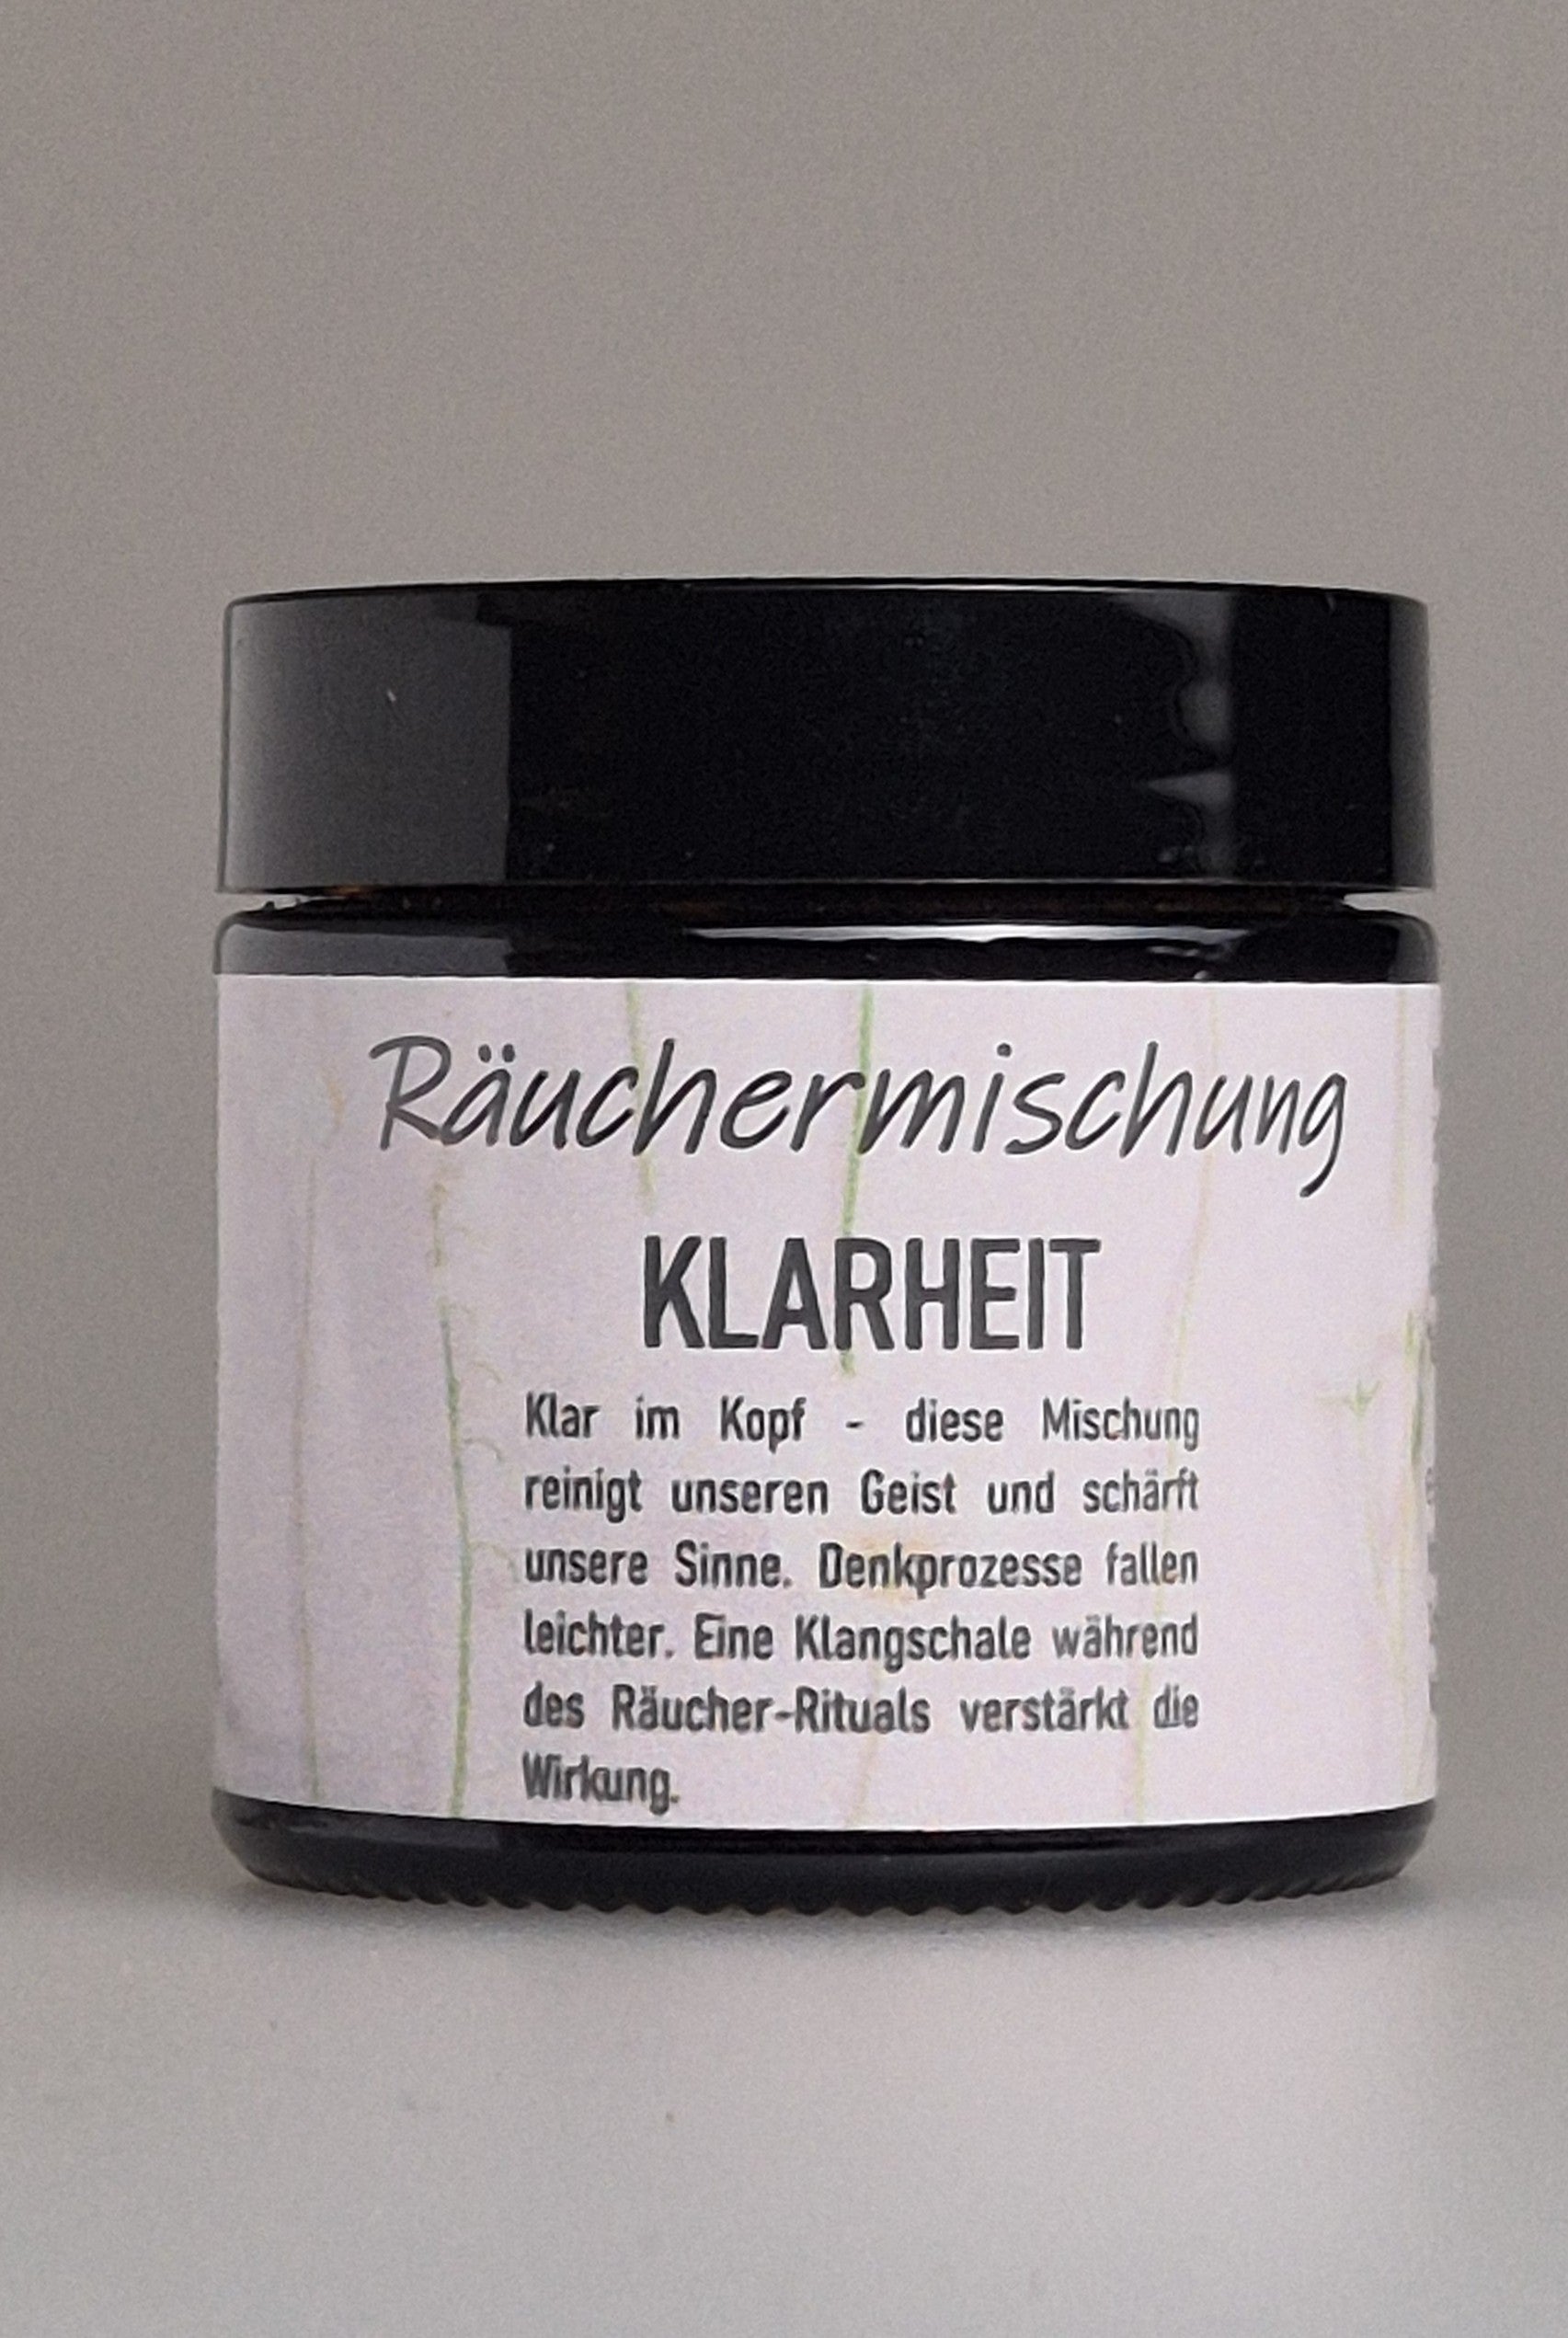 Räuchermischung
KLARHEIT
Klar im Kopf - diese Mischung
reinigt unseren Geist und schärft
unsere Sinne. Denkprozesse fallen
leichter. Eine Klangschale während
des Räucher-Rituals verstärkt die
Wirkung.